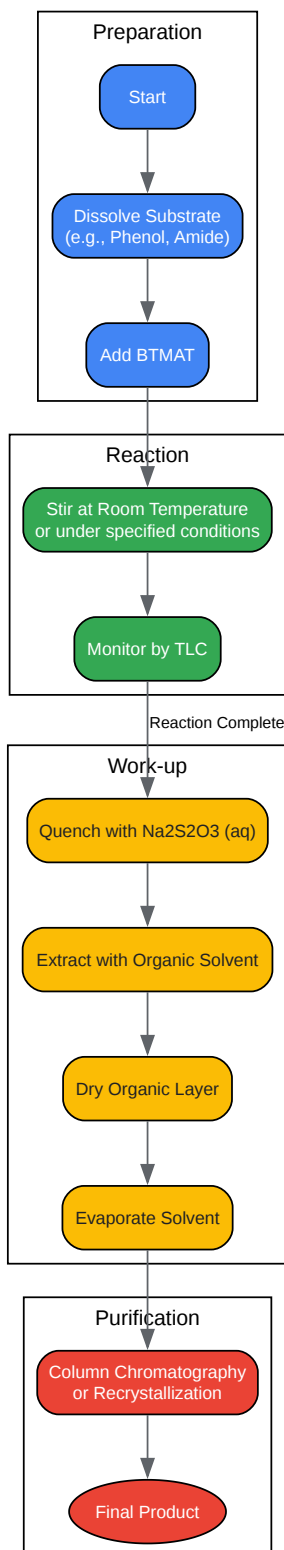 Preparation
Start
Dissolve Substrate
(e.g., Phenol, Amide)
Add BTMAT
Reaction
Stir at Room Temperature
or under specified conditions
Monitor by TLC
Reaction Complete
Work-up
Quench with Na2S2O3 (aq)
Extract with Organic Solvent
Dry Organic Layer
Evaporate Solvent
Purification
Column Chromatography
or Recrystallization
Final Product